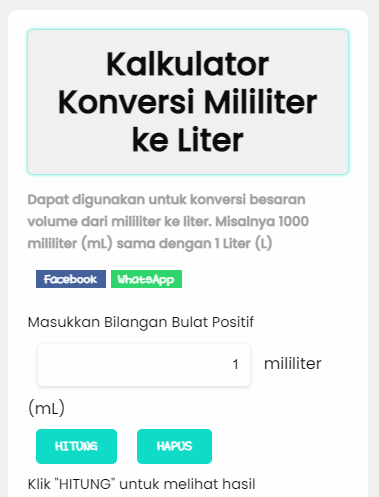 Kalkulator
Konversi Mililiter
ke Liter
Dapat digunakan untuk konversi besaran
volume dari mililiter ke liter. Misalnya 1000
mililiter (mL) sama dengan 1 Liter (L)
Facebook WhatsApp
Masukkan Bilangan Bulat Positif
1 mililiter
(mL)
HITUNG HAPUS
Klik "HITUNG" untuk melihat hasil